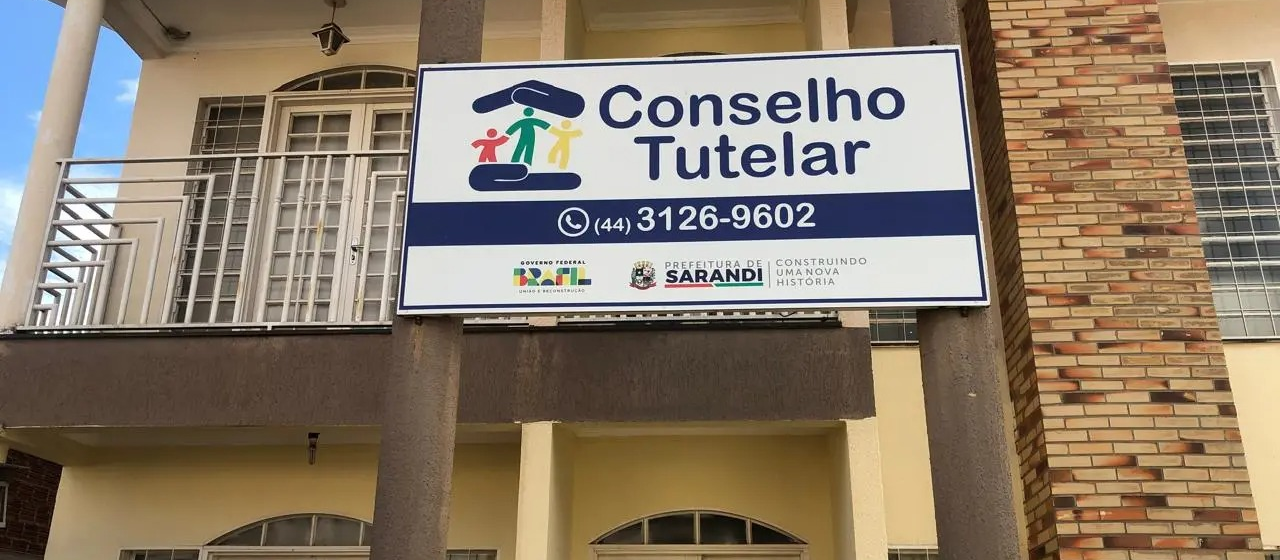 Conselho
Tutelar
(44) 3126-9602
GOVERNO FEDERAL
BRASIL
UNIÃO E RECONSTRUÇÃO
PREFEITURA DE
SARANDI
CONSTRUINDO
UMA NOVA
HISTÓRIA